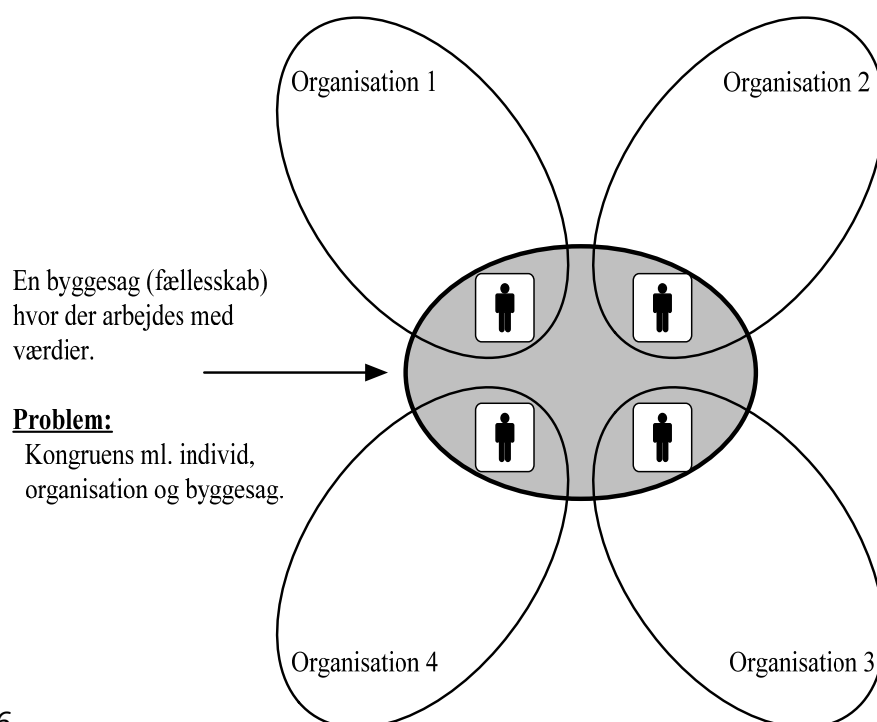 Organisation 1
Organisation 2
En byggesag (fællesskab)
hvor der arbejdes med
værdier.
Problem:
Kongruens ml. individ,
organisation og byggesag.
Organisation 4
Organisation 3